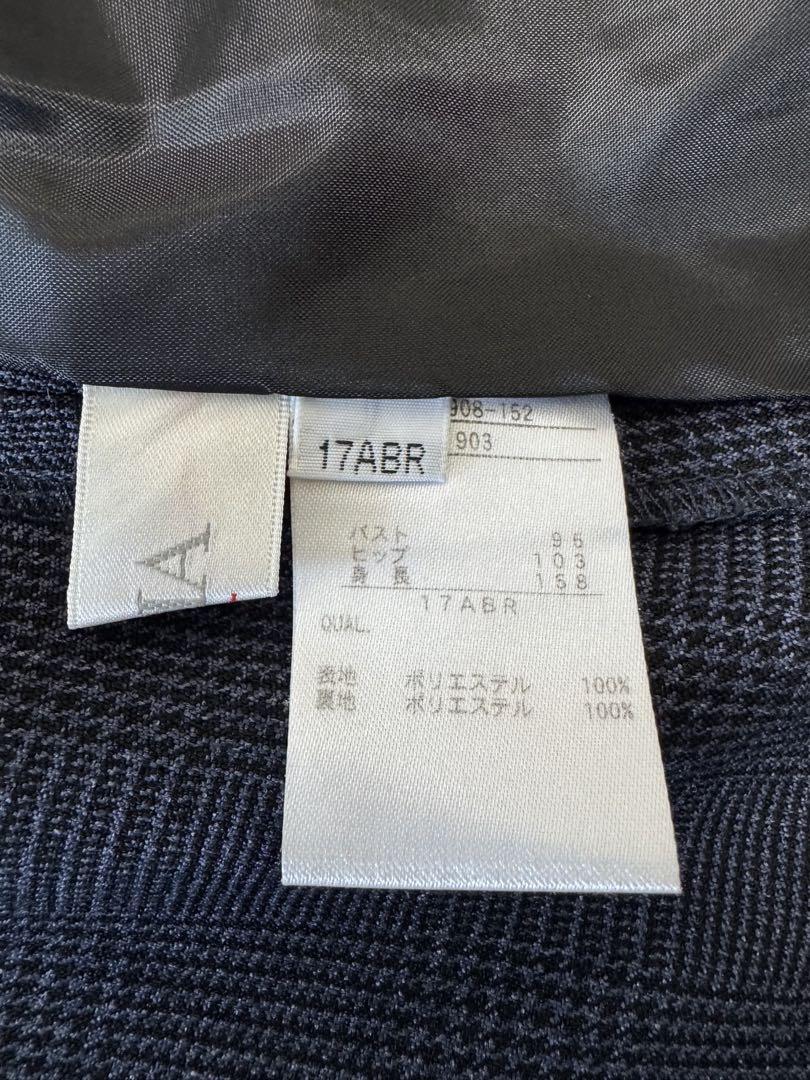 908-152
903
17ABR
バスト 96
ヒップ 103
身長 158
17ABR
QUAL.
表地 ポリエステル 100%
裏地 ポリエステル 100%